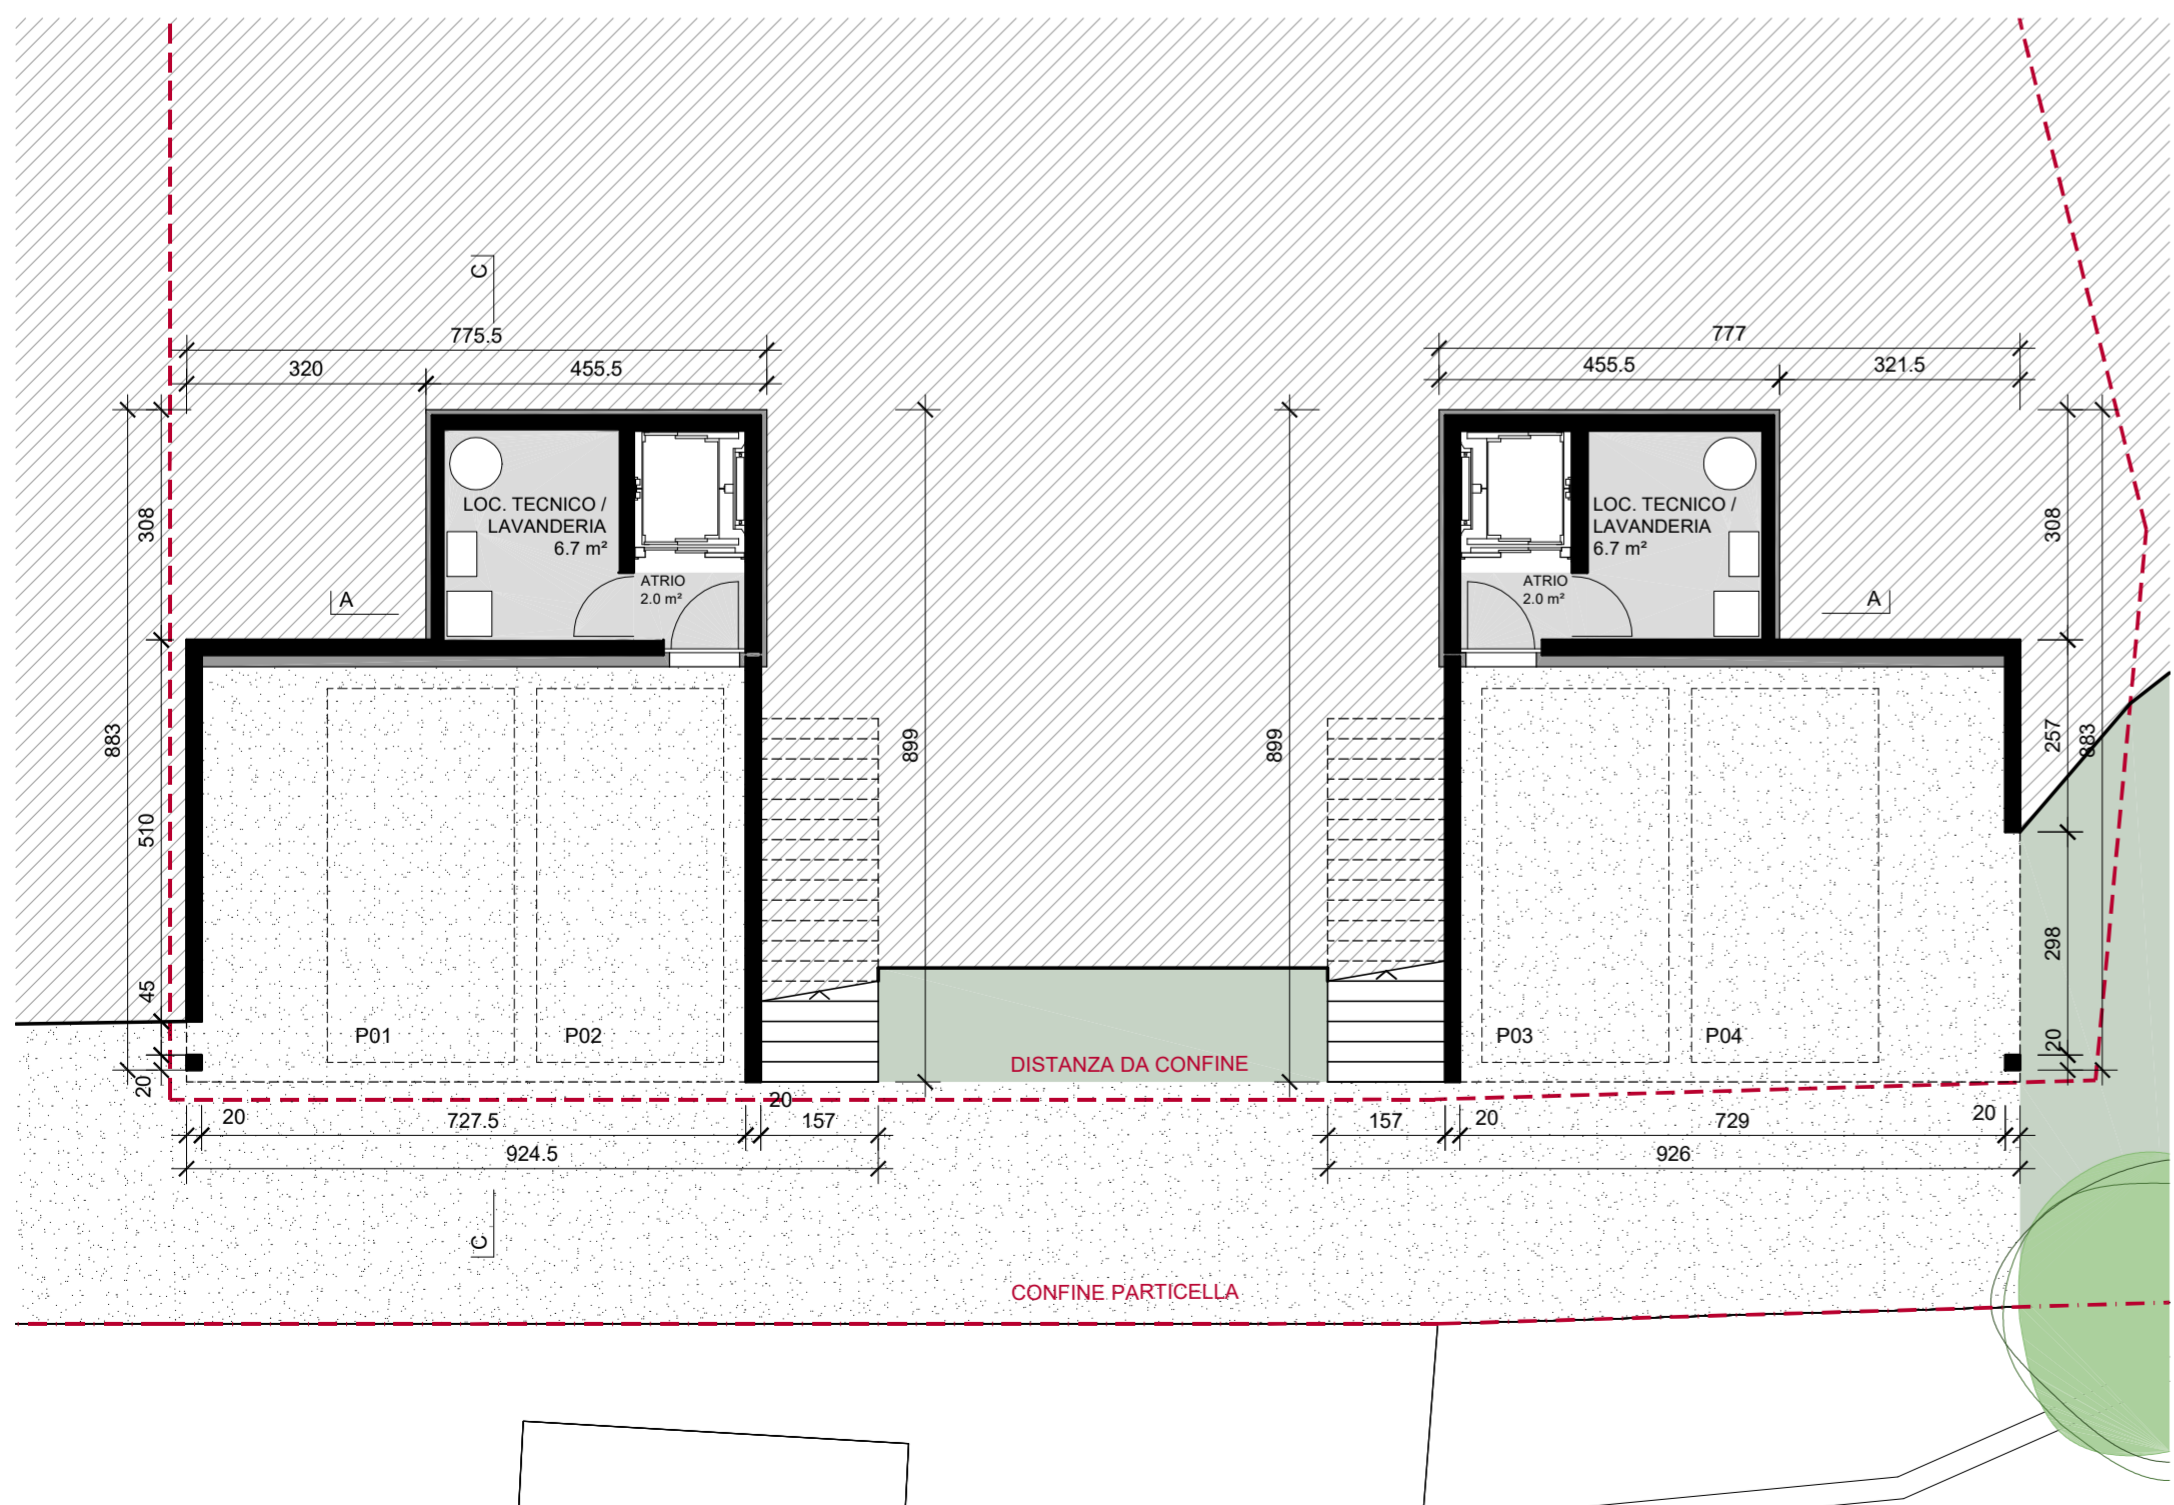 C
775.5
777
320
455.5
455.5
321.5
LOC. TECNICO /
LAVANDERIA
6.7 m²
LOC. TECNICO /
LAVANDERIA
6.7 m²
308
308
ATRIO
2.0 m²
ATRIO
2.0 m²
A
A
883
899
899
257
883
510
298
45
20
20
P01
P02
P03
P04
DISTANZA DA CONFINE
20
727.5
20
157
157
20
729
20
924.5
926
C
CONFINE PARTICELLA